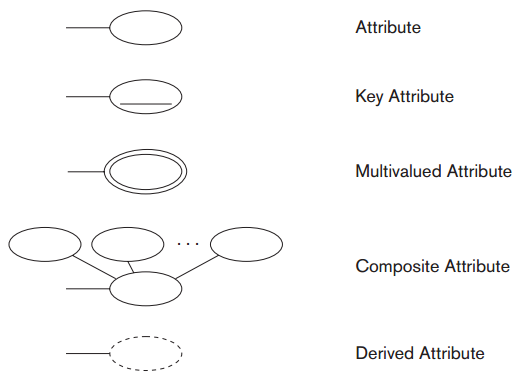 Attribute
Key Attribute
Multivalued Attribute
. . .
Composite Attribute
Derived Attribute